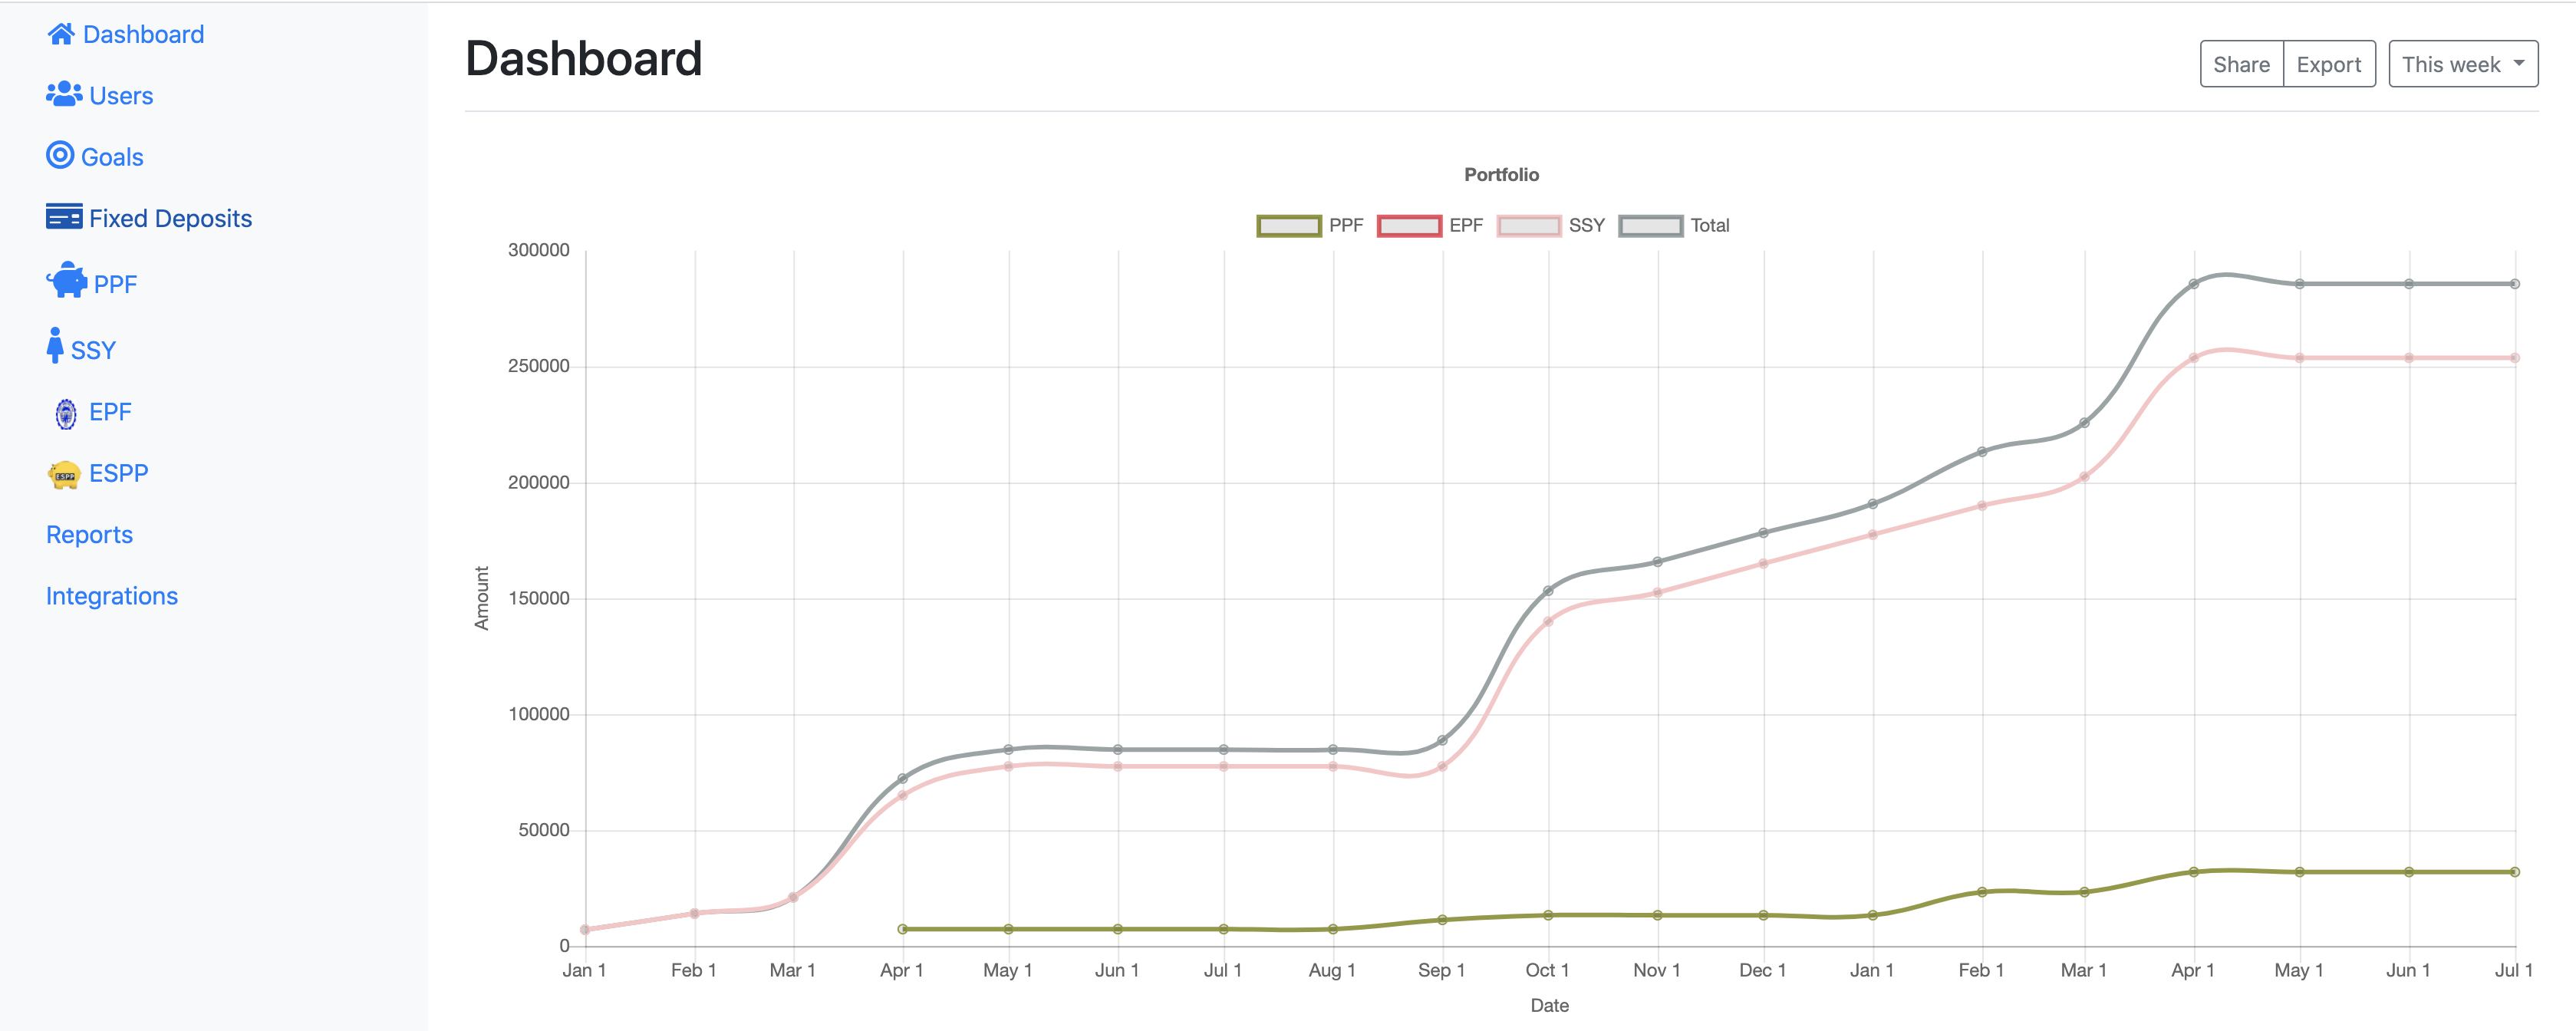 Dashboard
Users
Goals
Fixed Deposits
PPF
SSY
EPF
ESPP
ESPP
Reports
Integrations
Dashboard
Share Export This week
Portfolio
PPF EPF SSY Total
300000
250000
200000
150000
100000
50000
0
Amount
Jan 1 Feb 1 Mar 1 Apr 1 May 1 Jun 1 Jul 1 Aug 1 Sep 1 Oct 1 Nov 1 Dec 1 Jan 1 Feb 1 Mar 1 Apr 1 May 1 Jun 1 Jul 1
Date